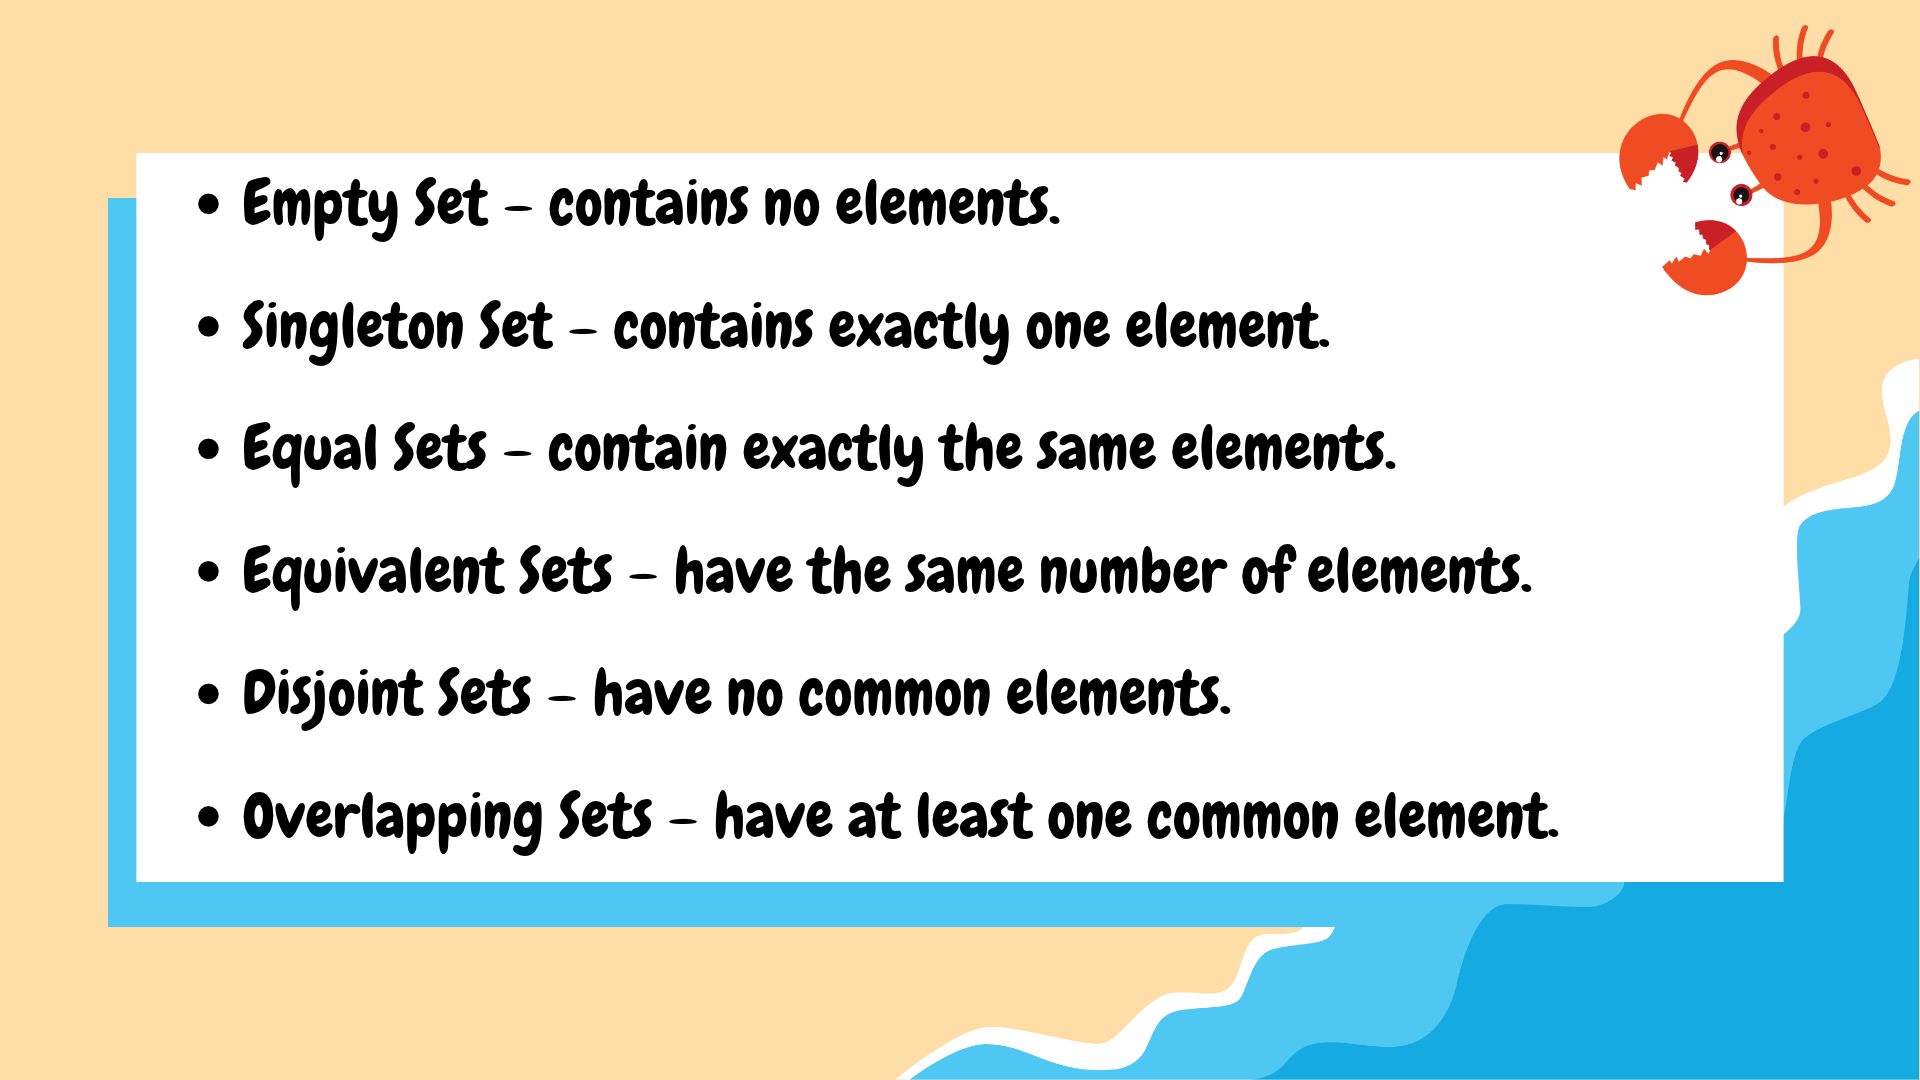 • Empty Set – contains no elements.
• Singleton Set – contains exactly one element.
• Equal Sets – contain exactly the same elements.
• Equivalent Sets – have the same number of elements.
• Disjoint Sets – have no common elements.
• Overlapping Sets – have at least one common element.